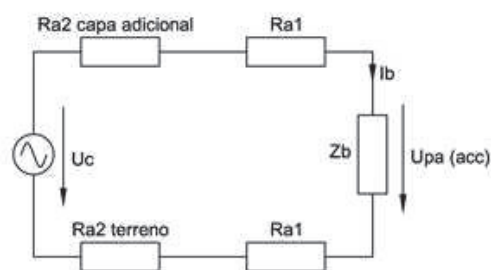 Ra2 capa adicional Ra1
Ib
Uc
Zb
Upa (acc)
Ra2 terreno Ra1